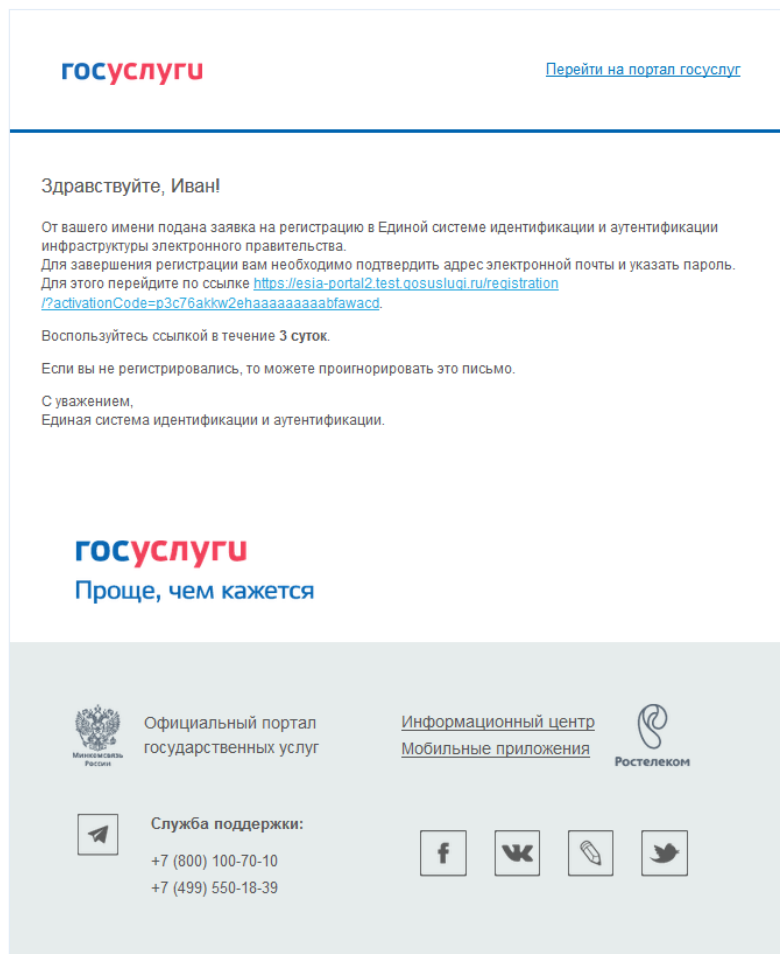 госуслуги
Перейти на портал госуслуг
Здравствуйте, Иван!
От вашего имени подана заявка на регистрацию в Единой системе идентификации и аутентификации
инфраструктуры электронного правительства.
Для завершения регистрации вам необходимо подтвердить адрес электронной почты и указать пароль.
Для этого перейдите по ссылке https://esia-portal2.test.gosuslugi.ru/registration
/?activationCode=p3c76akkw2ehaaaaaaaaabfawacd.
Воспользуйтесь ссылкой в течение 3 суток.
Если вы не регистрировались, то можете проигнорировать это письмо.
С уважением,
Единая система идентификации и аутентификации.
госуслуги
Проще, чем кажется
Минкомсвязь
России
Официальный портал
государственных услуг
Информационный центр
Мобильные приложения
Ростелеком
Служба поддержки:
+7 (800) 100-70-10
+7 (499) 550-18-39